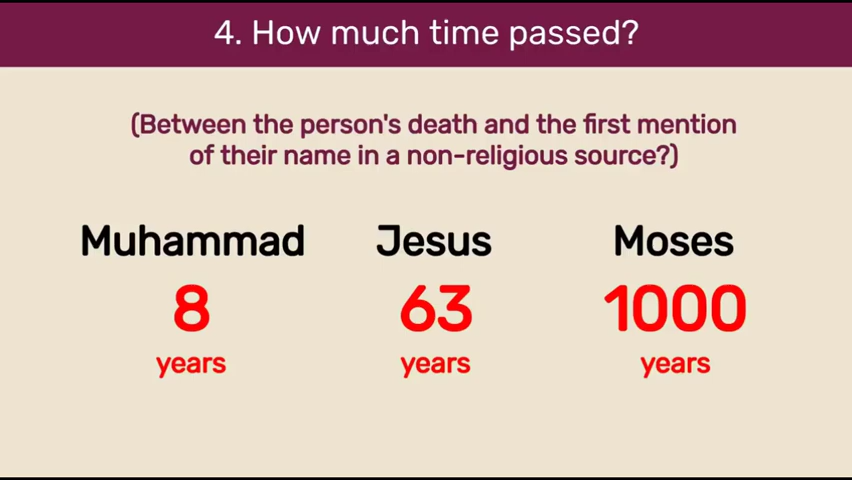 4. How much time passed?
(Between the person's death and the first mention
of their name in a non-religious source?)
Muhammad Jesus Moses
8 63 1000
years years years